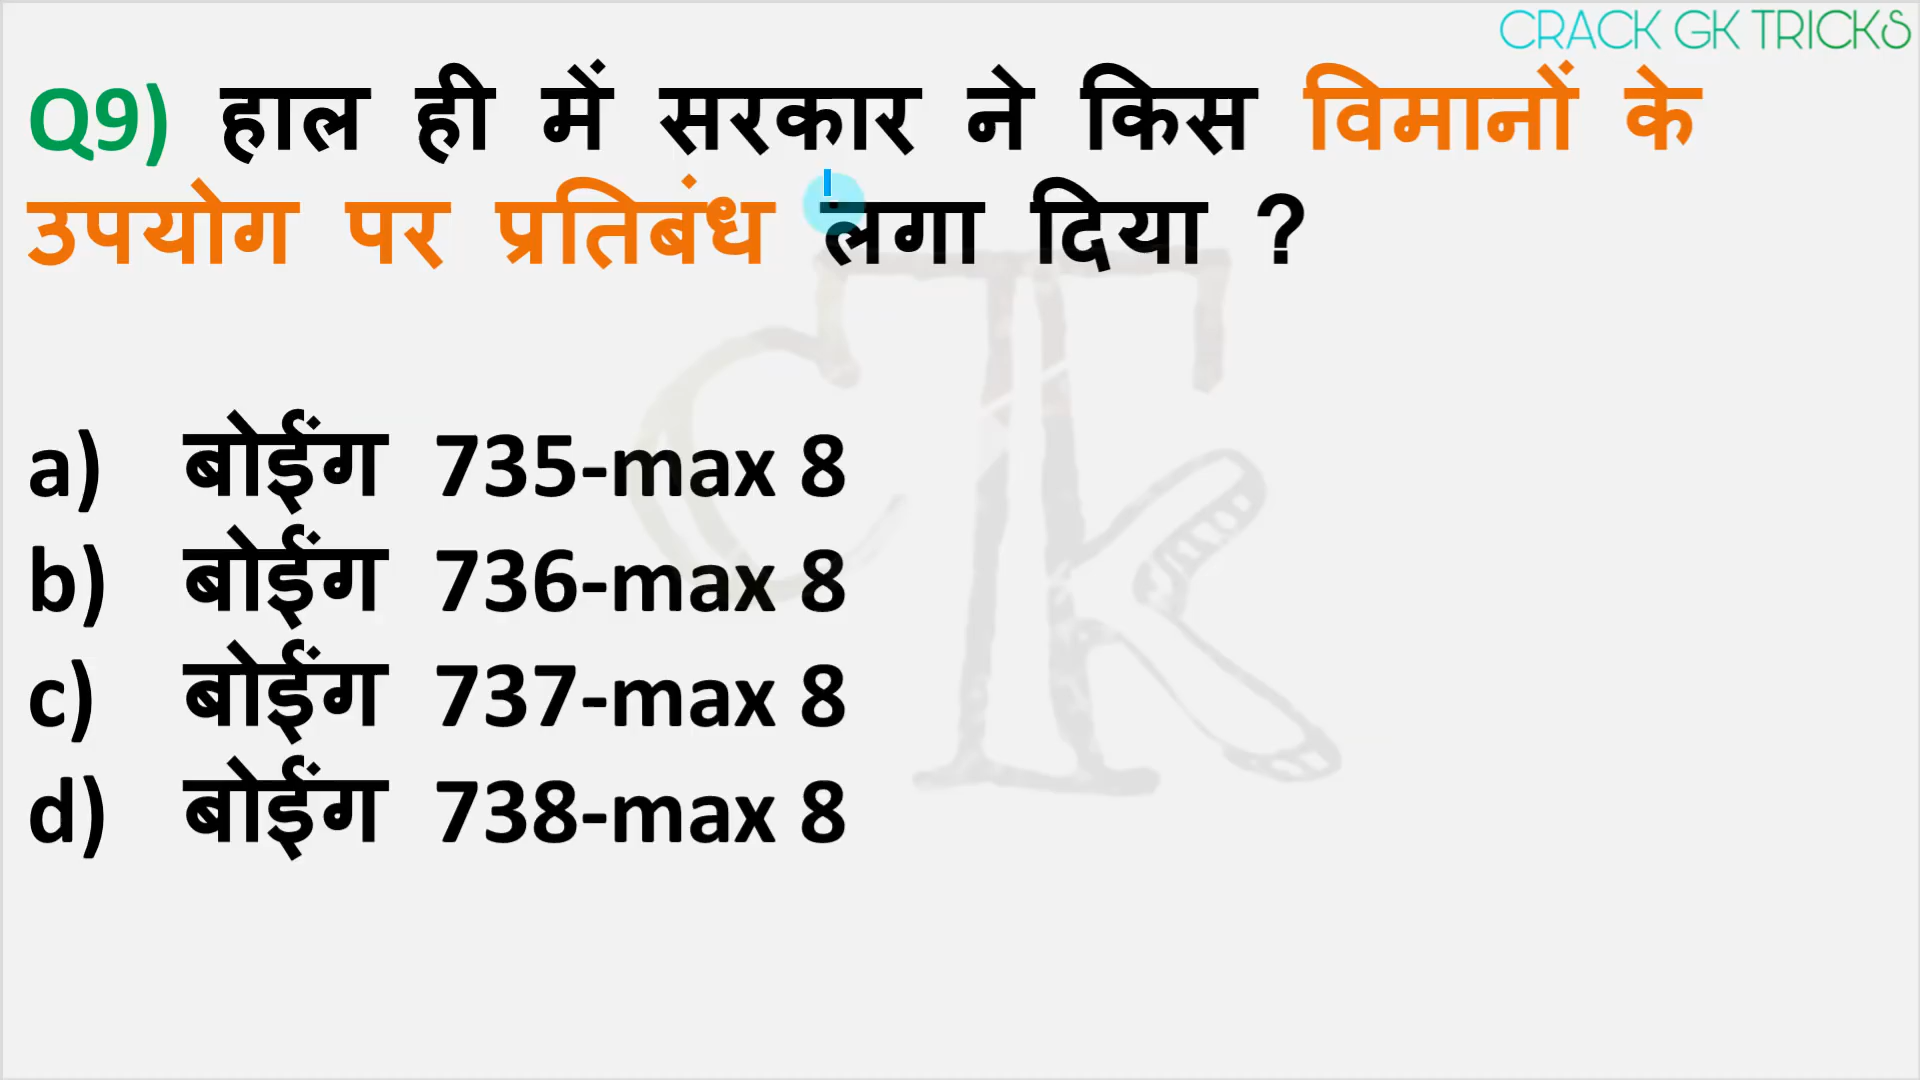 CRACK GK TRICKS
Q9) हाल ही में सरकार ने किस विमानों के
उपयोग पर प्रतिबंध लगा दिया ?
a) बोईंग 735-max 8
b) बोईंग 736-max 8
c) बोईंग 737-max 8
d) बोईंग 738-max 8